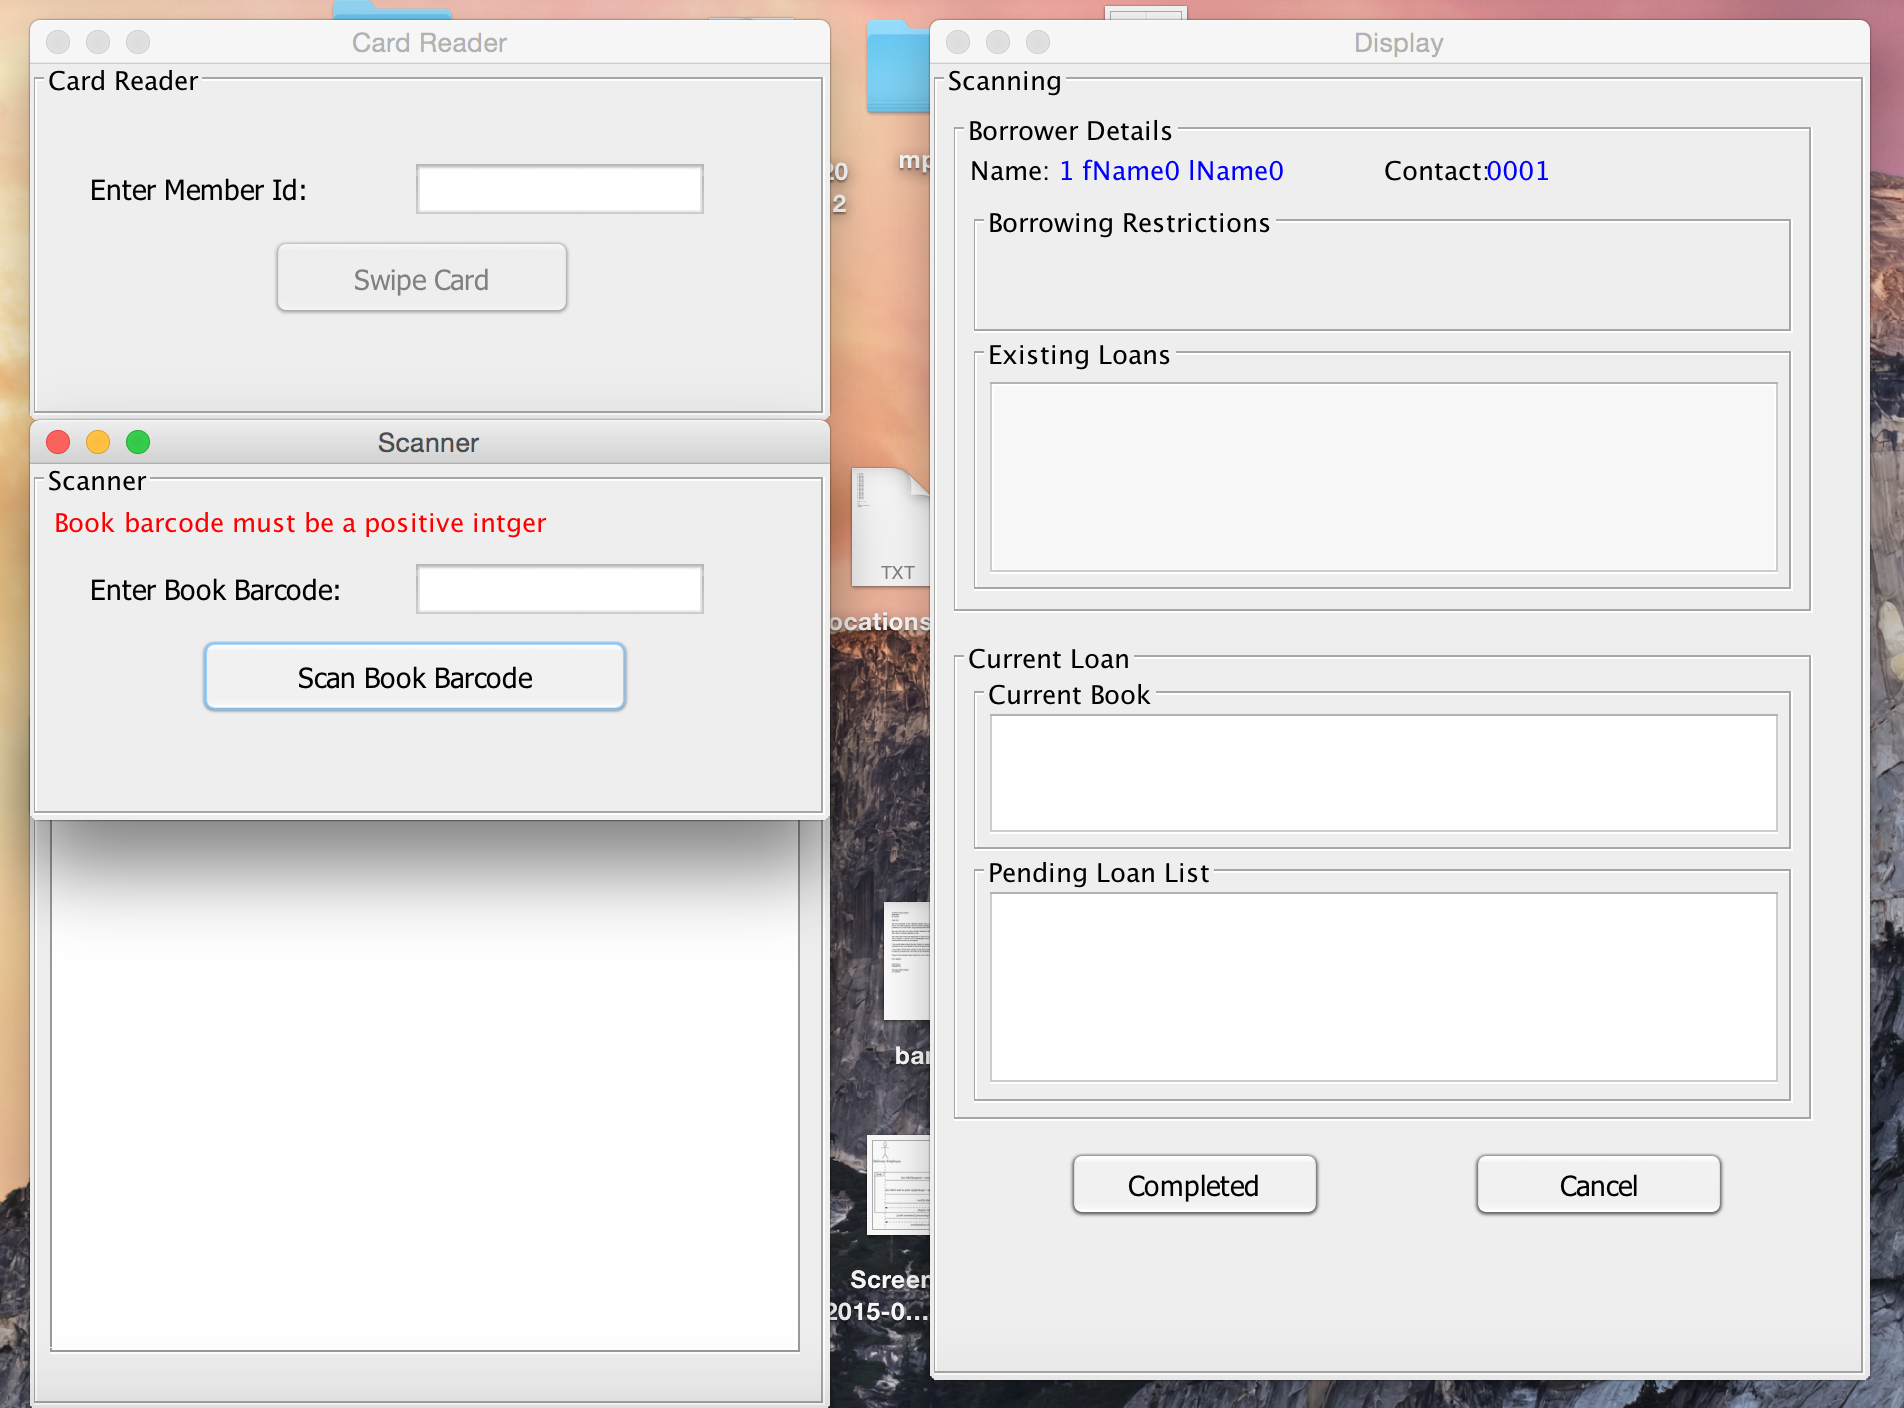 Card Reader
Card Reader
Enter Member Id:
Swipe Card
Scanner
Scanner
Book barcode must be a positive intger
Enter Book Barcode:
Scan Book Barcode
20
2
mp
TXT
ocations
bar
Screen
2015-0...
Display
Scanning
Borrower Details
Name: 1 fName0 lName0 Contact:0001
Borrowing Restrictions
Existing Loans
Current Loan
Current Book
Pending Loan List
Completed Cancel